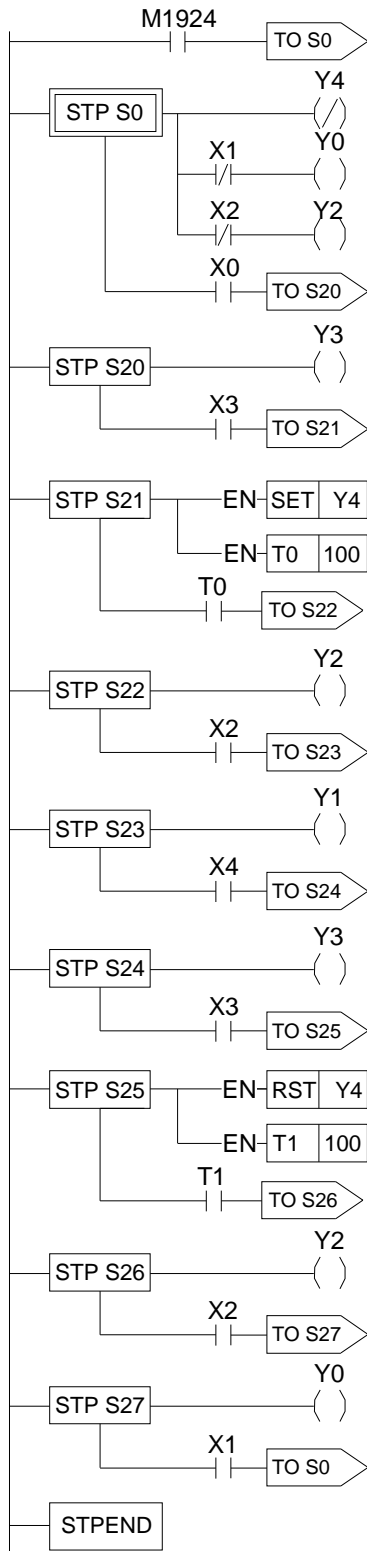 M1924
TO S0
Y4
STP S0
Y0
X1
X2 Y2
X0
TO S20
Y3
STP S20
X3
TO S21
STP S21 EN SET Y4
EN T0 100
T0
TO S22
Y2
STP S22
X2
TO S23
Y1
STP S23
X4
TO S24
Y3
STP S24
X3
TO S25
STP S25 EN RST Y4
EN T1 100
T1
TO S26
Y2
STP S26
X2
TO S27
Y0
STP S27
X1
TO S0
STPEND